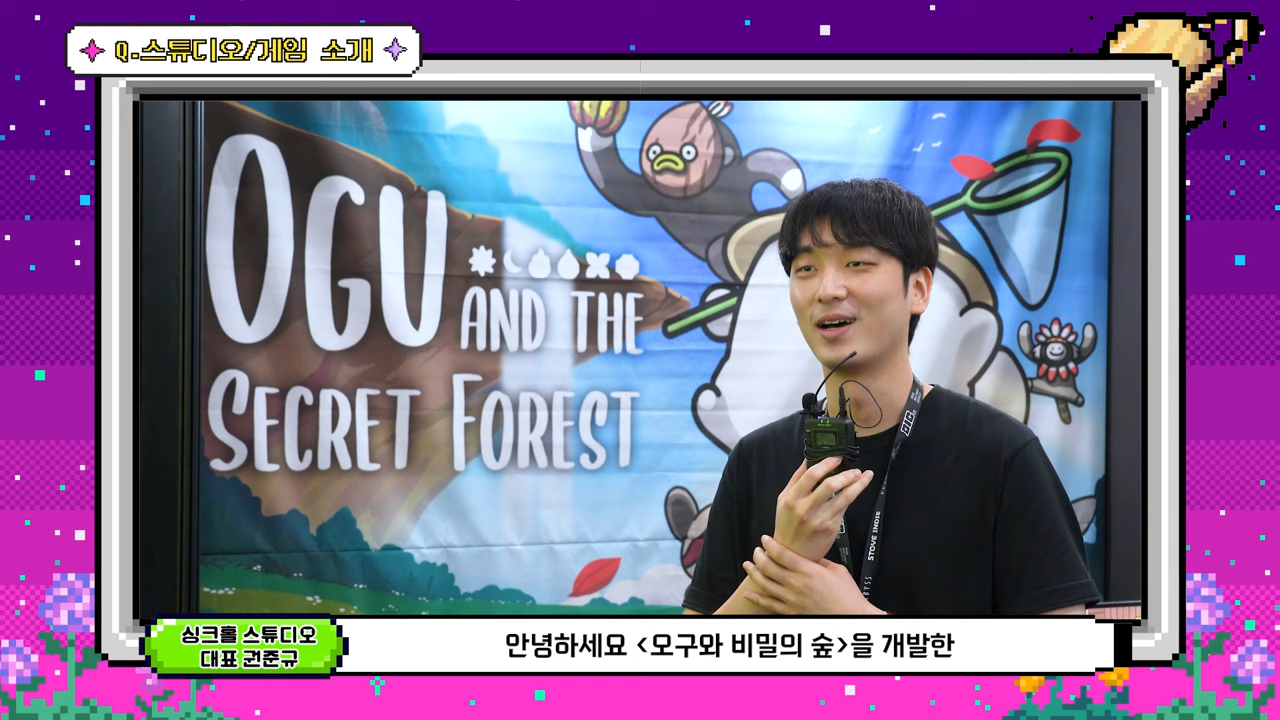 Q.스튜디오/게임 소개
OGU
AND THE
SECRET FOREST
BIC
STOVE INDIE
싱크홀 스튜디오
대표 권준규
안녕하세요 <오구와 비밀의 숲>을 개발한